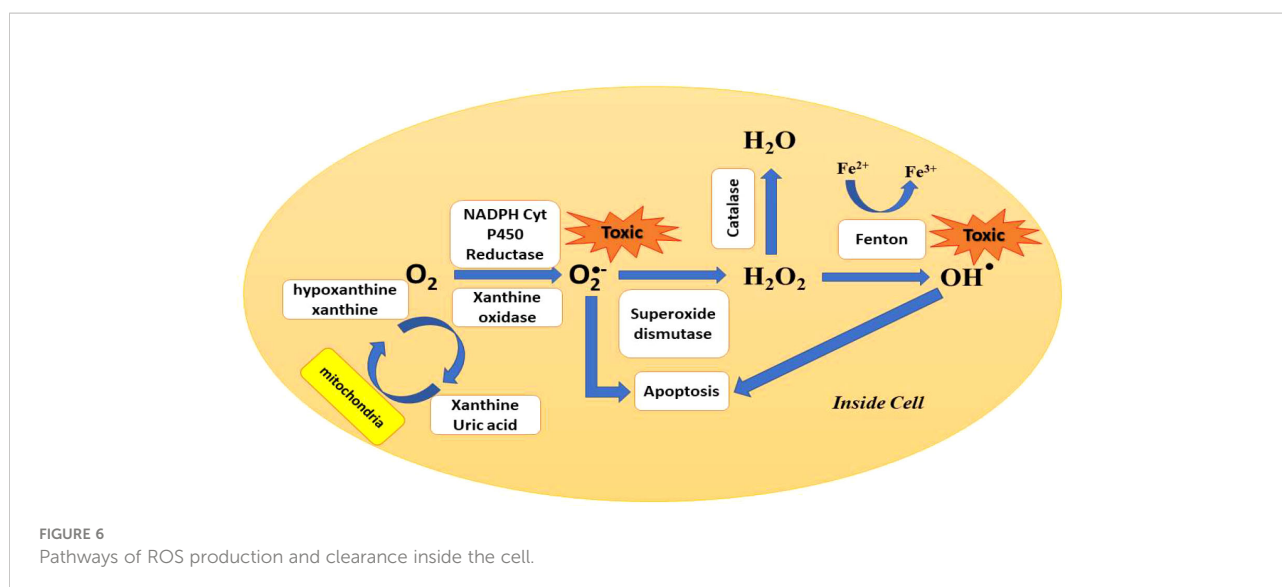 H₂O
Fe²⁺
Fe³⁺
Catalase
NADPH Cyt
P450
Reductase
Toxic
Fenton
Toxic
O₂
O₂•-
H₂O₂
OH•
hypoxanthine
xanthine
Xanthine
oxidase
Superoxide
dismutase
mitochondria
Xanthine
Uric acid
Apoptosis
Inside Cell
FIGURE 6
Pathways of ROS production and clearance inside the cell.